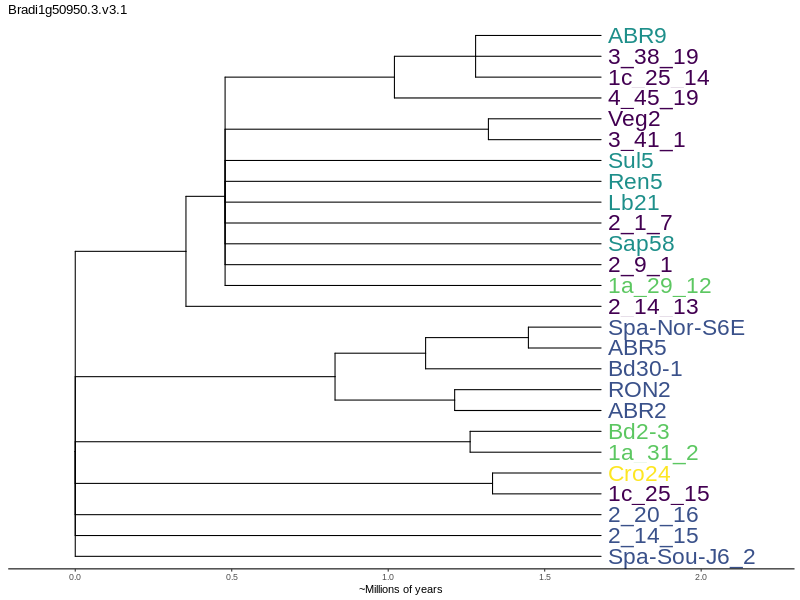 Bradi1g50950.3.v3.1
ABR9
3_38_19
1c_25_14
4_45_19
Veg2
3_41_1
Sul5
Ren5
Lb21
2_1_7
Sap58
2_9_1
1a_29_12
2_14_13
Spa-Nor-S6E
ABR5
Bd30-1
RON2
ABR2
Bd2-3
1a_31_2
Cro24
1c_25_15
2_20_16
2_14_15
Spa-Sou-J6_2
0.0 0.5 1.0 1.5 2.0
~Millions of years